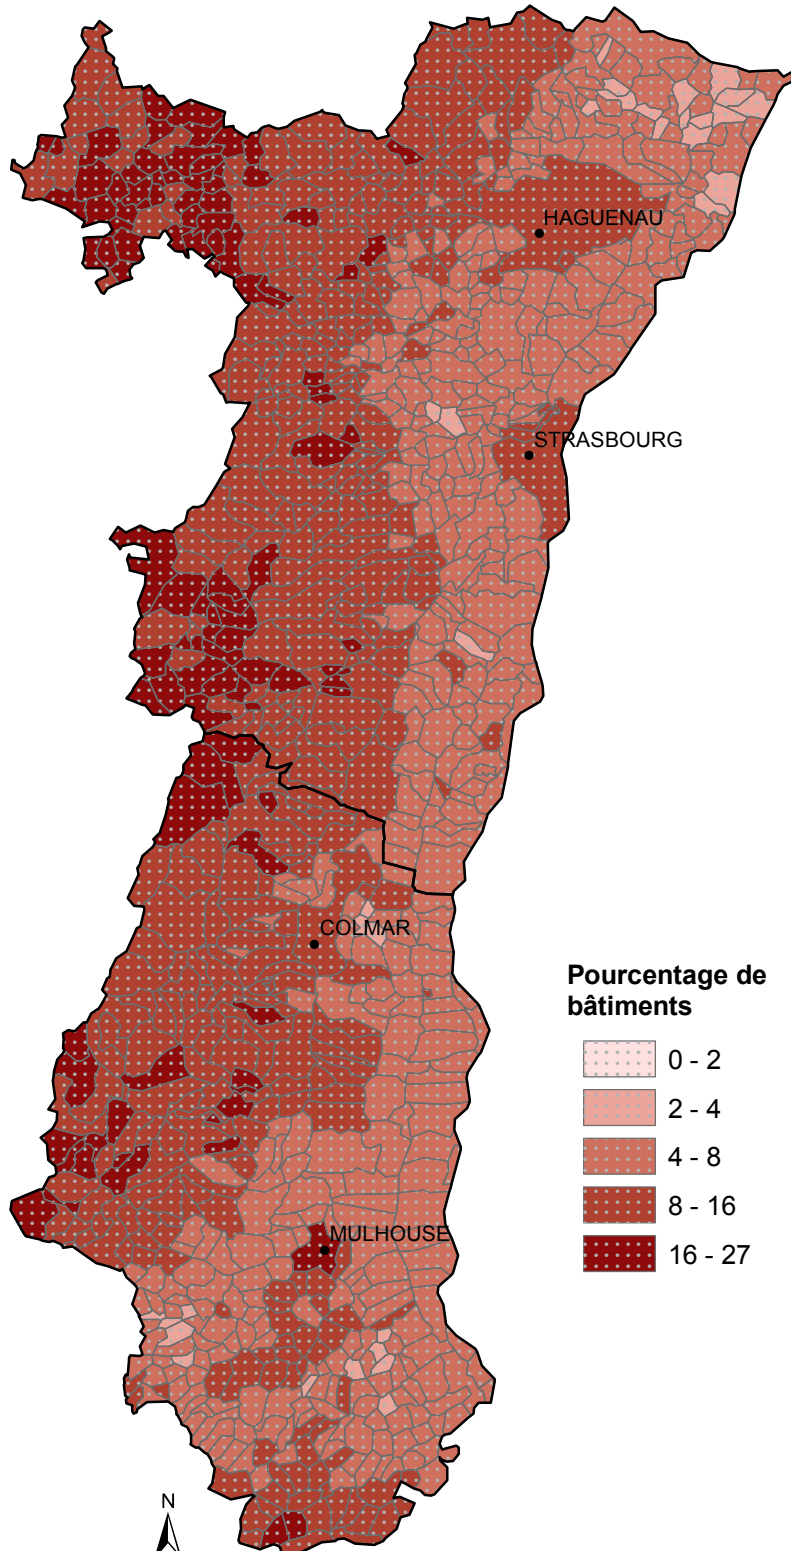 HAGUENAU
STRASBOURG
COLMAR
Pourcentage de
bâtiments
0 - 2
2 - 4
4 - 8
8 - 16
16 - 27
MULHOUSE
N